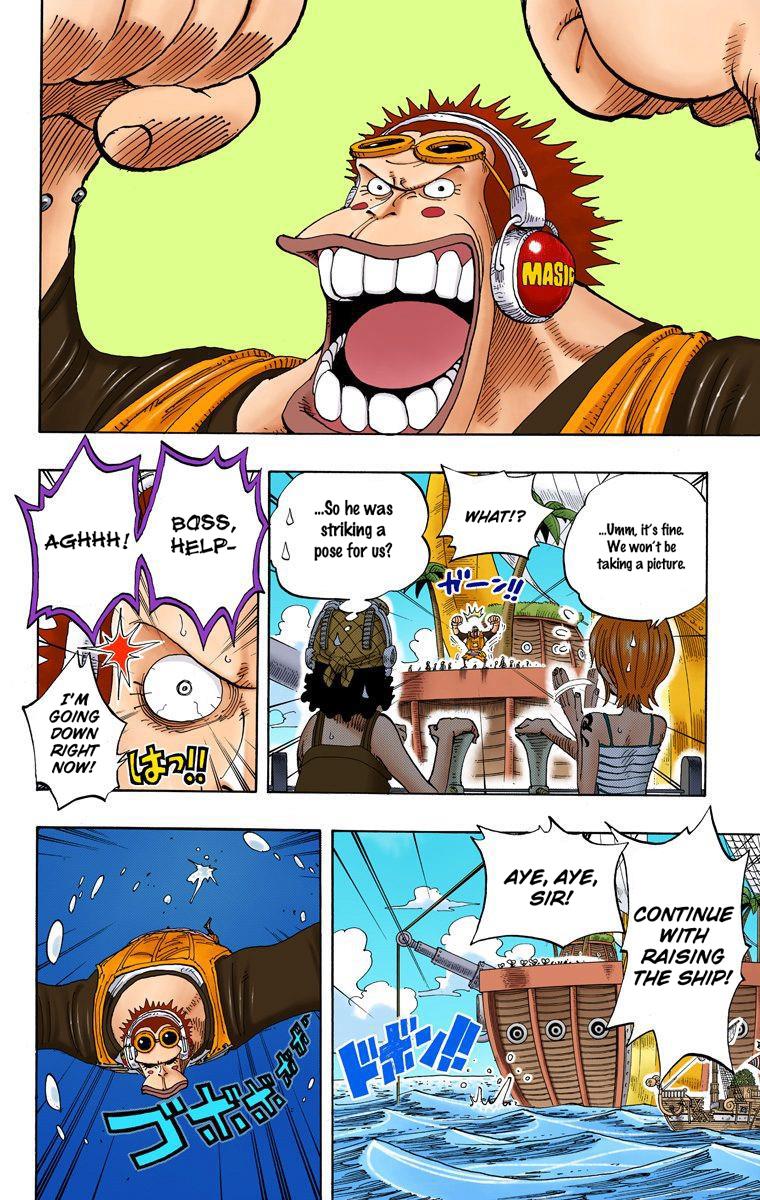 MASIC
...Umm, it's fine.
We won't be
taking a picture.
WHAT!?
ガーン!!
...So he was
striking a
pose for us?
BOSS,
HELP-
AGHHH!
I'M
GOING
DOWN
RIGHT
NOW!
はっ!!
CONTINUE
WITH
RAISING
THE SHIP!
AYE, AYE,
SIR!
ドボン!!
ゴボボボボ